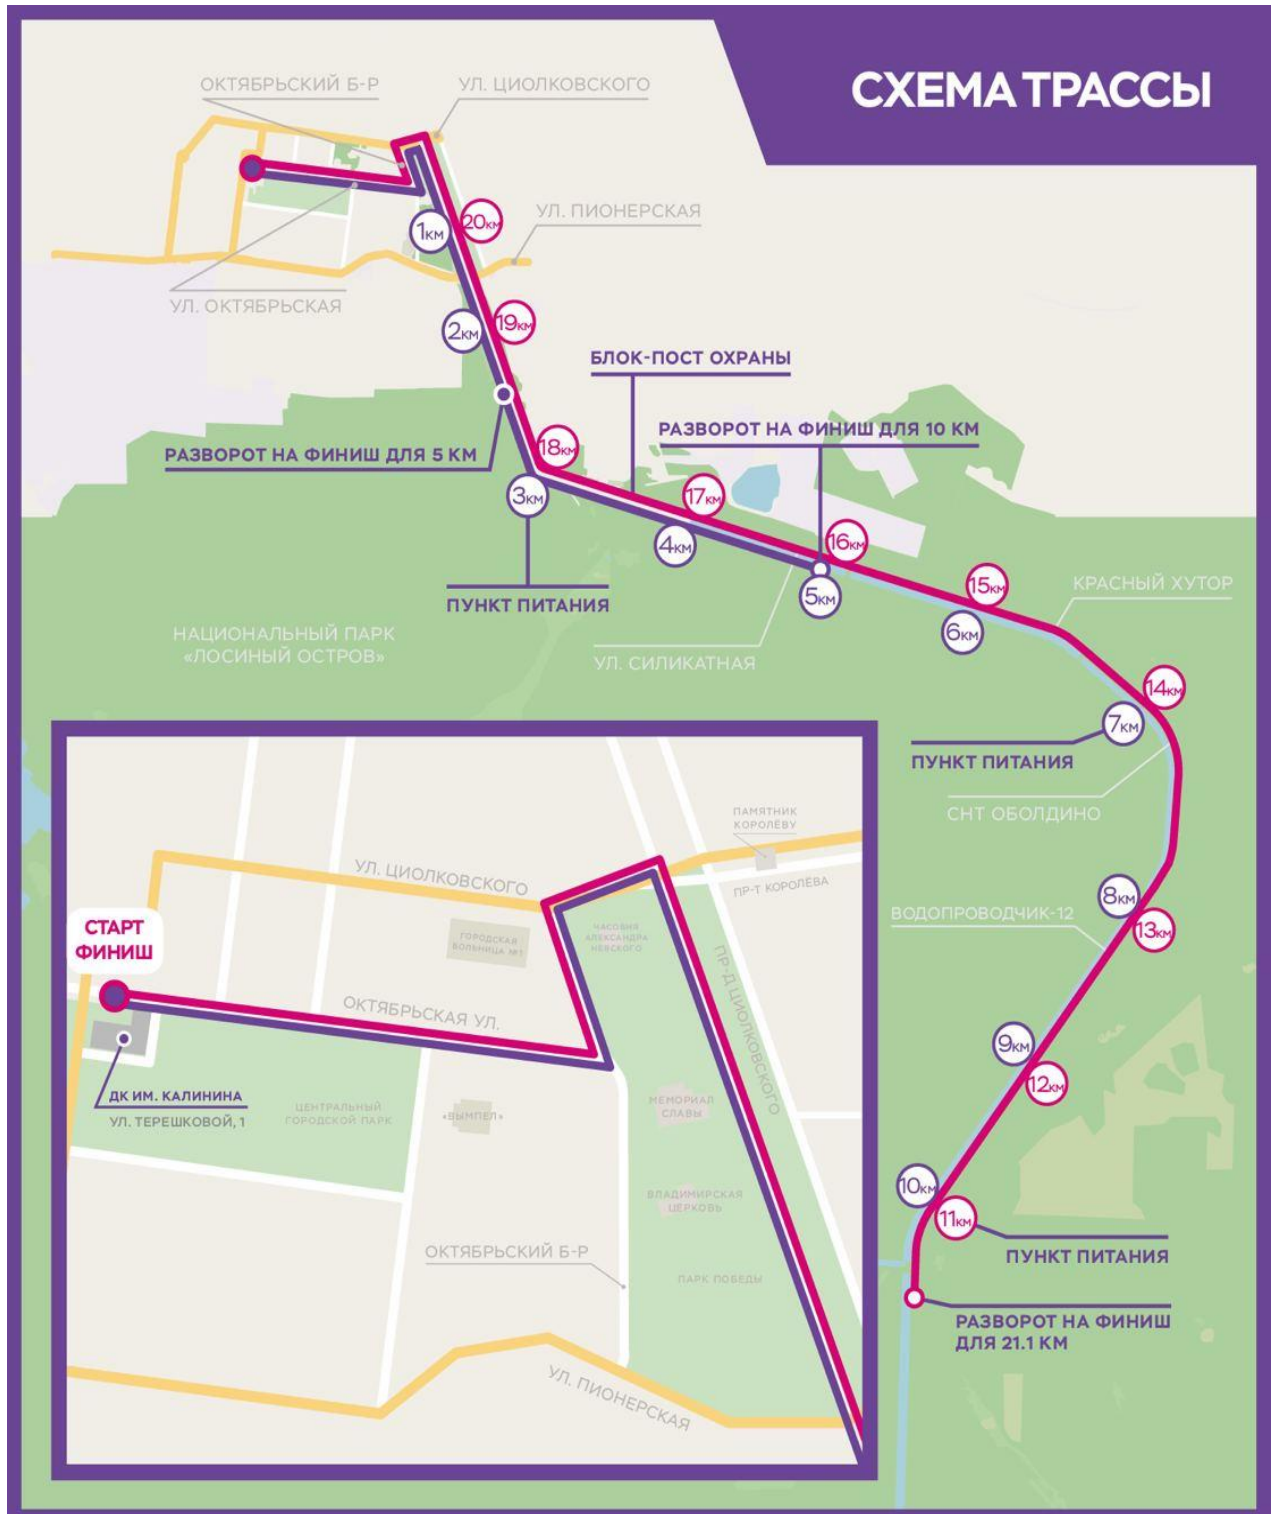 СХЕМА ТРАССЫ
ОКТЯБРЬСКИЙ Б-Р
УЛ. ЦИОЛКОВСКОГО
УЛ. ПИОНЕРСКАЯ
1КМ
20КМ
УЛ. ОКТЯБРЬСКАЯ
2КМ
19КМ
БЛОК-ПОСТ ОХРАНЫ
РАЗВОРОТ НА ФИНИШ ДЛЯ 10 КМ
РАЗВОРОТ НА ФИНИШ ДЛЯ 5 КМ
18КМ
3КМ
17КМ
4КМ
16КМ
5КМ
15КМ
КРАСНЫЙ ХУТОР
ПУНКТ ПИТАНИЯ
6КМ
НАЦИОНАЛЬНЫЙ ПАРК
«ЛОСИНЫЙ ОСТРОВ»
УЛ. СИЛИКАТНАЯ
14КМ
7КМ
ПУНКТ ПИТАНИЯ
СНТ ОБОЛДИНО
8КМ
ВОДОПРОВОДЧИК-12
13КМ
9КМ
12КМ
10КМ
11КМ
ПУНКТ ПИТАНИЯ
РАЗВОРОТ НА ФИНИШ
ДЛЯ 21.1 КМ
ПАМЯТНИК
КОРОЛЁВУ
УЛ. ЦИОЛКОВСКОГО
ПР-Т КОРОЛЁВА
СТАРТ
ФИНИШ
ГОРОДСКАЯ
БОЛЬНИЦА №1
ЧАСОВНЯ
АЛЕКСАНДРА
НЕВСКОГО
ОКТЯБРЬСКАЯ УЛ.
ПР-Д ЦИОЛКОВСКОГО
ДК ИМ. КАЛИНИНА
УЛ. ТЕРЕШКОВОЙ, 1
ЦЕНТРАЛЬНЫЙ
ГОРОДСКОЙ ПАРК
«ВЫМПЕЛ»
МЕМОРИАЛ
СЛАВЫ
ВЛАДИМИРСКАЯ
ЦЕРКОВЬ
ОКТЯБРЬСКИЙ Б-Р
ПАРК ПОБЕДЫ
УЛ. ПИОНЕРСКАЯ